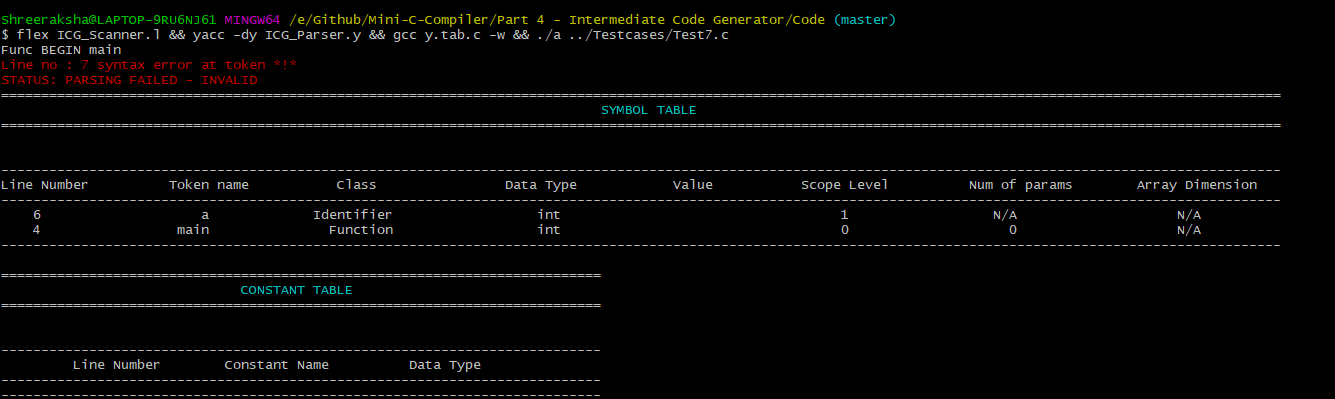 Shreeraksha@LAPTOP-9RU6NJ61 MINGW64 /e/Github/Mini-C-Compiler/Part 4 - Intermediate Code Generator/Code (master)
$ flex ICG_Scanner.l && yacc -dy ICG_Parser.y && gcc y.tab.c -w && ./a ../Testcases/Test7.c
Func BEGIN main
Line no : 7 syntax error at token *!*
STATUS: PARSING FAILED - INVALID
SYMBOL TABLE
Line Number Token name Class Data Type Value Scope Level Num of params Array Dimension
6 a Identifier int 1 N/A N/A
4 main Function int 0 0 N/A
CONSTANT TABLE
Line Number Constant Name Data Type